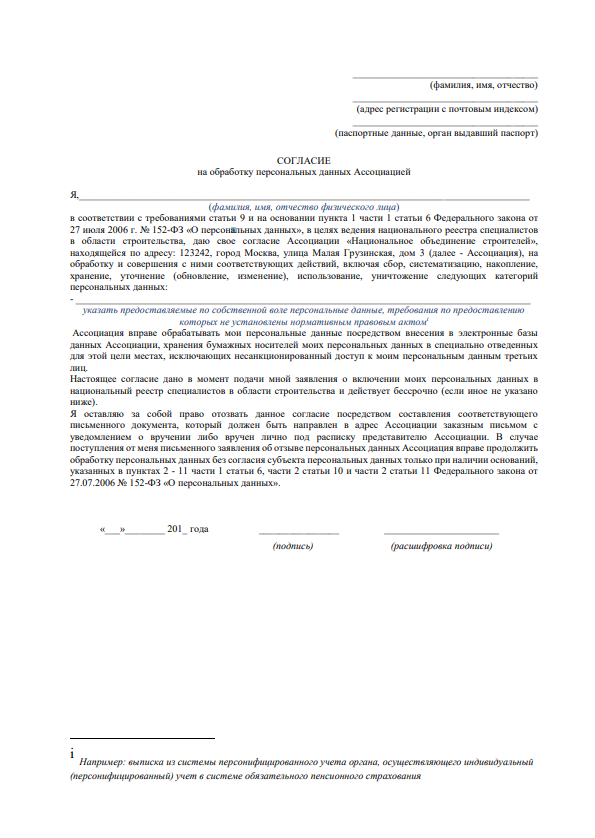 _____________________________________
(фамилия, имя, отчество)
_____________________________________
(адрес регистрации с почтовым индексом)
_____________________________________
(паспортные данные, орган выдавший паспорт)
СОГЛАСИЕ
на обработку персональных данных Ассоциацией
Я,__________________________________________________________________________________________
(фамилия, имя, отчество физического лица)
в соответствии с требованиями статьи 9 и на основании пункта 1 части 1 статьи 6 Федерального закона от
27 июля 2006 г. № 152-ФЗ «О персональных данных», в целях ведения национального реестра специалистов
в области строительства, даю свое согласие Ассоциации «Национальное объединение строителей»,
находящейся по адресу: 123242, город Москва, улица Малая Грузинская, дом 3 (далее - Ассоциация), на
обработку и совершения с ними соответствующих действий, включая сбор, систематизацию, накопление,
хранение, уточнение (обновление, изменение), использование, уничтожение следующих категорий
персональных данных:
- ___________________________________________________________________________________________
указать предоставляемые по собственной воле персональные данные, требования по предоставлению
которых не установлены нормативным правовым актомⁱ
Ассоциация вправе обрабатывать мои персональные данные посредством внесения в электронные базы
данных Ассоциации, хранения бумажных носителей моих персональных данных в специально отведенных
для этой цели местах, исключающих несанкционированный доступ к моим персональным данным третьих
лиц.
Настоящее согласие дано в момент подачи мной заявления о включении моих персональных данных в
национальный реестр специалистов в области строительства и действует бессрочно (если иное не указано
ниже).
Я оставляю за собой право отозвать данное согласие посредством составления соответствующего
письменного документа, который должен быть направлен в адрес Ассоциации заказным письмом с
уведомлением о вручении либо вручен лично под расписку представителю Ассоциации. В случае
поступления от меня письменного заявления об отзыве персональных данных Ассоциация вправе продолжить
обработку персональных данных без согласия субъекта персональных данных только при наличии оснований,
указанных в пунктах 2 - 11 части 1 статьи 6, части 2 статьи 10 и части 2 статьи 11 Федерального закона от
27.07.2006 № 152-ФЗ «О персональных данных».
«___»________ 201_ года ________________ _______________________
(подпись) (расшифровка подписи)
i Например: выписка из системы персонифицированного учета органа, осуществляющего индивидуальный
(персонифицированный) учет в системе обязательного пенсионного страхования